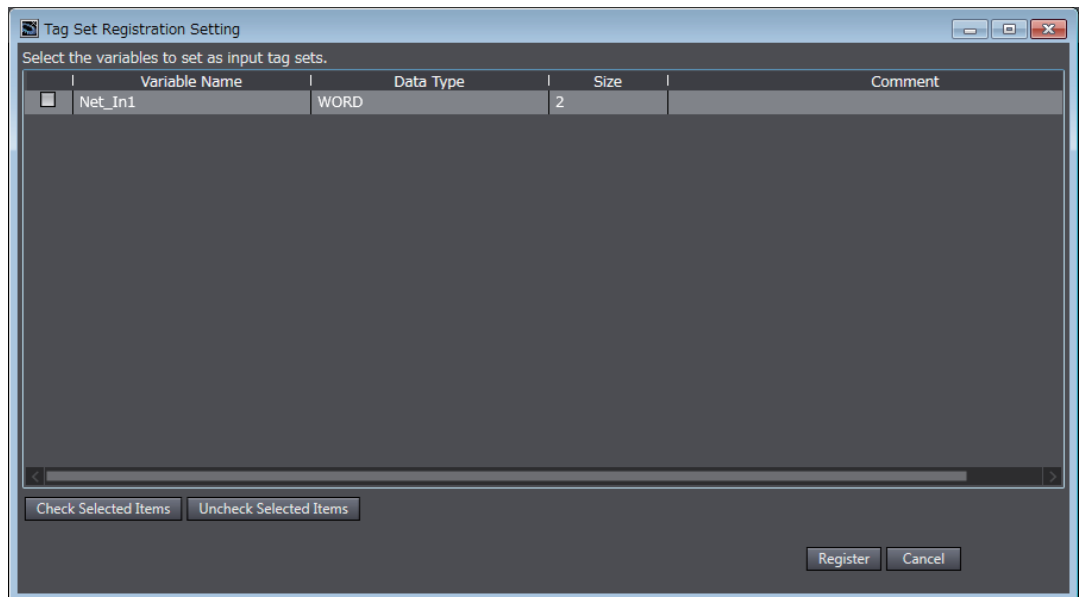 Tag Set Registration Setting
Select the variables to set as input tag sets.
Variable Name Data Type Size Comment
Net_In1 WORD 2
Check Selected Items Uncheck Selected Items
Register Cancel